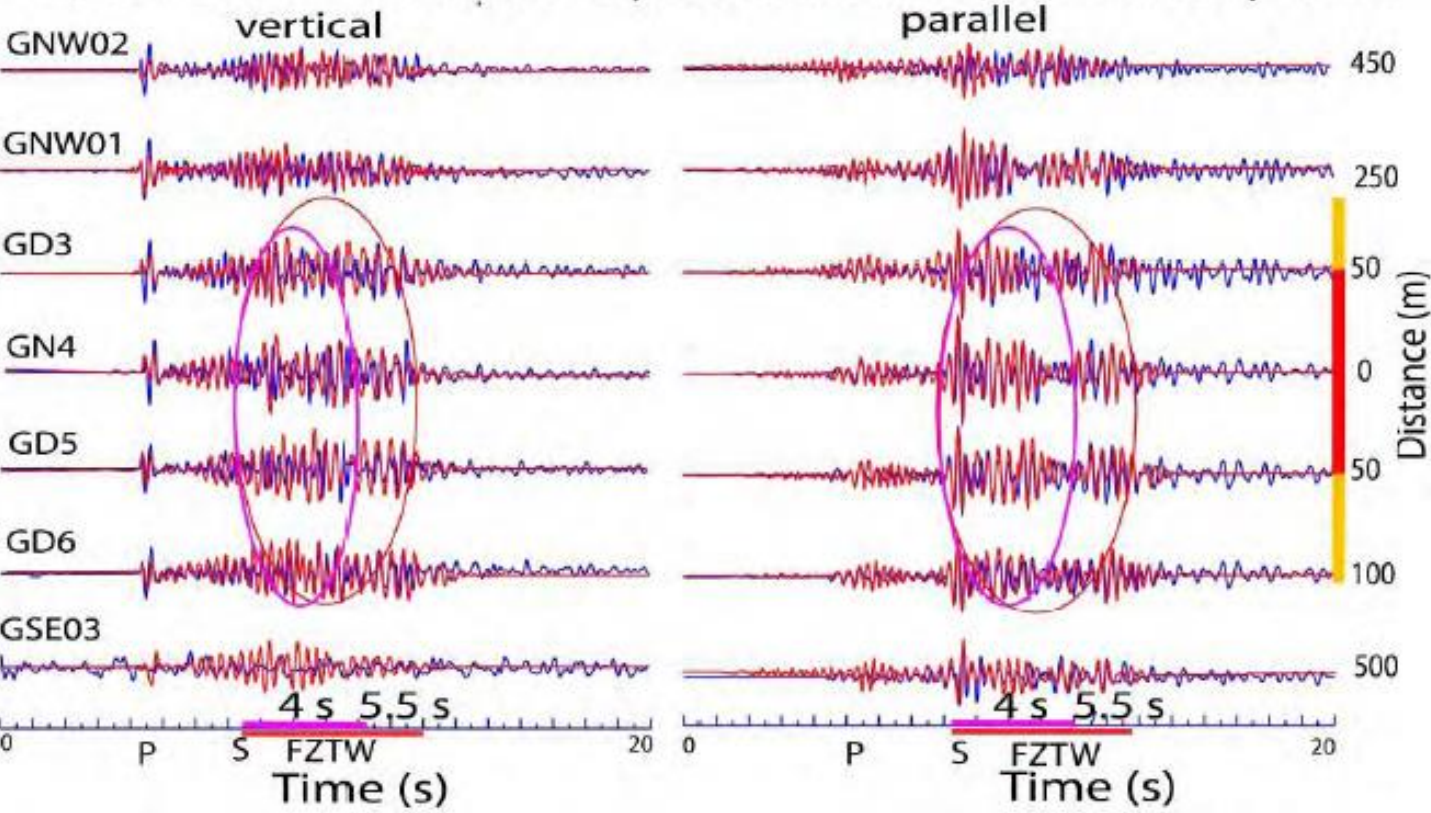 vertical parallel
GNW02 450
GNW01 250
GD3 50
GN4 0
GD5 50
GD6 100
GSE03 500
Distance (m)
4 s 5.5 s 4 s 5.5 s
0 P S FZTW 20 0 P S FZTW 20
Time (s) Time (s)